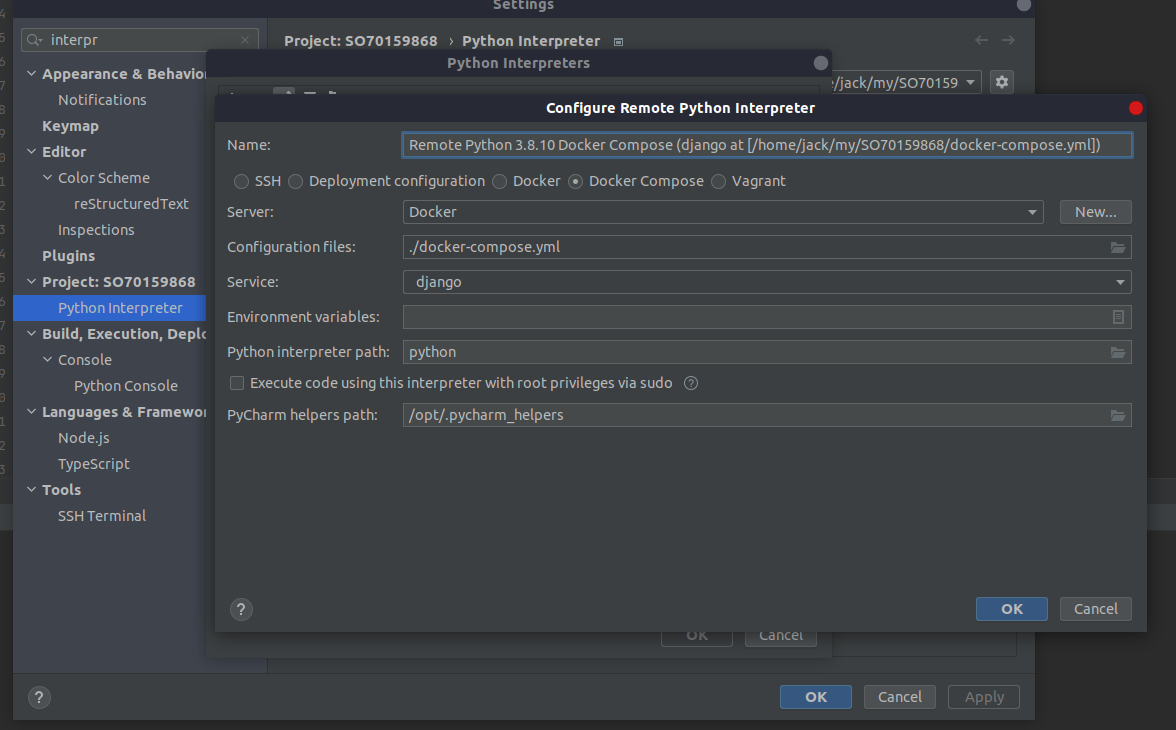 Settings
interpr
Project: SO70159868 › Python Interpreter
Python Interpreters
/jack/my/SO70159
Appearance & Behavior
Notifications
Keymap
Editor
Color Scheme
reStructuredText
Inspections
Plugins
Project: SO70159868
Python Interpreter
Build, Execution, Deplo
Console
Python Console
Languages & Framewor
Node.js
TypeScript
Tools
SSH Terminal
Configure Remote Python Interpreter
Name: Remote Python 3.8.10 Docker Compose (django at [/home/jack/my/SO70159868/docker-compose.yml])
SSH Deployment configuration Docker Docker Compose Vagrant
Server: Docker New...
Configuration files: ./docker-compose.yml
Service: django
Environment variables:
Python interpreter path: python
Execute code using this interpreter with root privileges via sudo ?
PyCharm helpers path: /opt/.pycharm_helpers
? OK Cancel
OK Cancel
? OK Cancel Apply